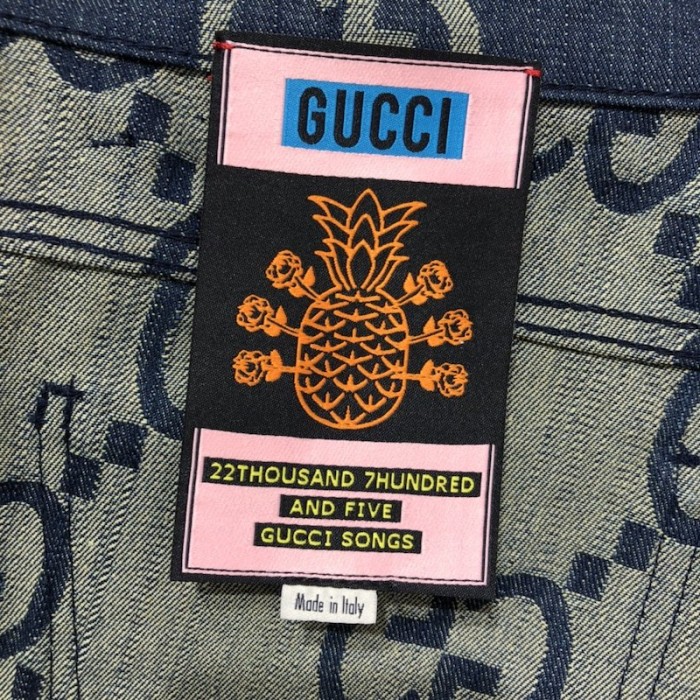 GUCCI
22THOUSAND 7HUNDRED
AND FIVE
GUCCI SONGS
Made in Italy